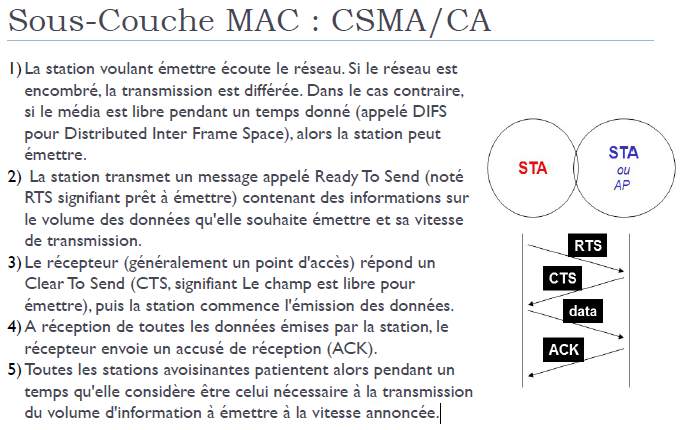 Sous-Couche MAC : CSMA/CA
1) La station voulant émettre écoute le réseau. Si le réseau est
encombré, la transmission est différée. Dans le cas contraire,
si le média est libre pendant un temps donné (appelé DIFS
pour Distributed Inter Frame Space), alors la station peut
émettre.
2) La station transmet un message appelé Ready To Send (noté
RTS signifiant prêt à émettre) contenant des informations sur
le volume des données qu'elle souhaite émettre et sa vitesse
de transmission.
3) Le récepteur (généralement un point d'accès) répond un
Clear To Send (CTS, signifiant Le champ est libre pour
émettre), puis la station commence l'émission des données.
4) A réception de toutes les données émises par la station, le
récepteur envoie un accusé de réception (ACK).
5) Toutes les stations avoisinantes patientent alors pendant un
temps qu'elle considère être celui nécessaire à la transmission
du volume d'information à émettre à la vitesse annoncée.
STA
STA
ou
AP
RTS
CTS
data
ACK